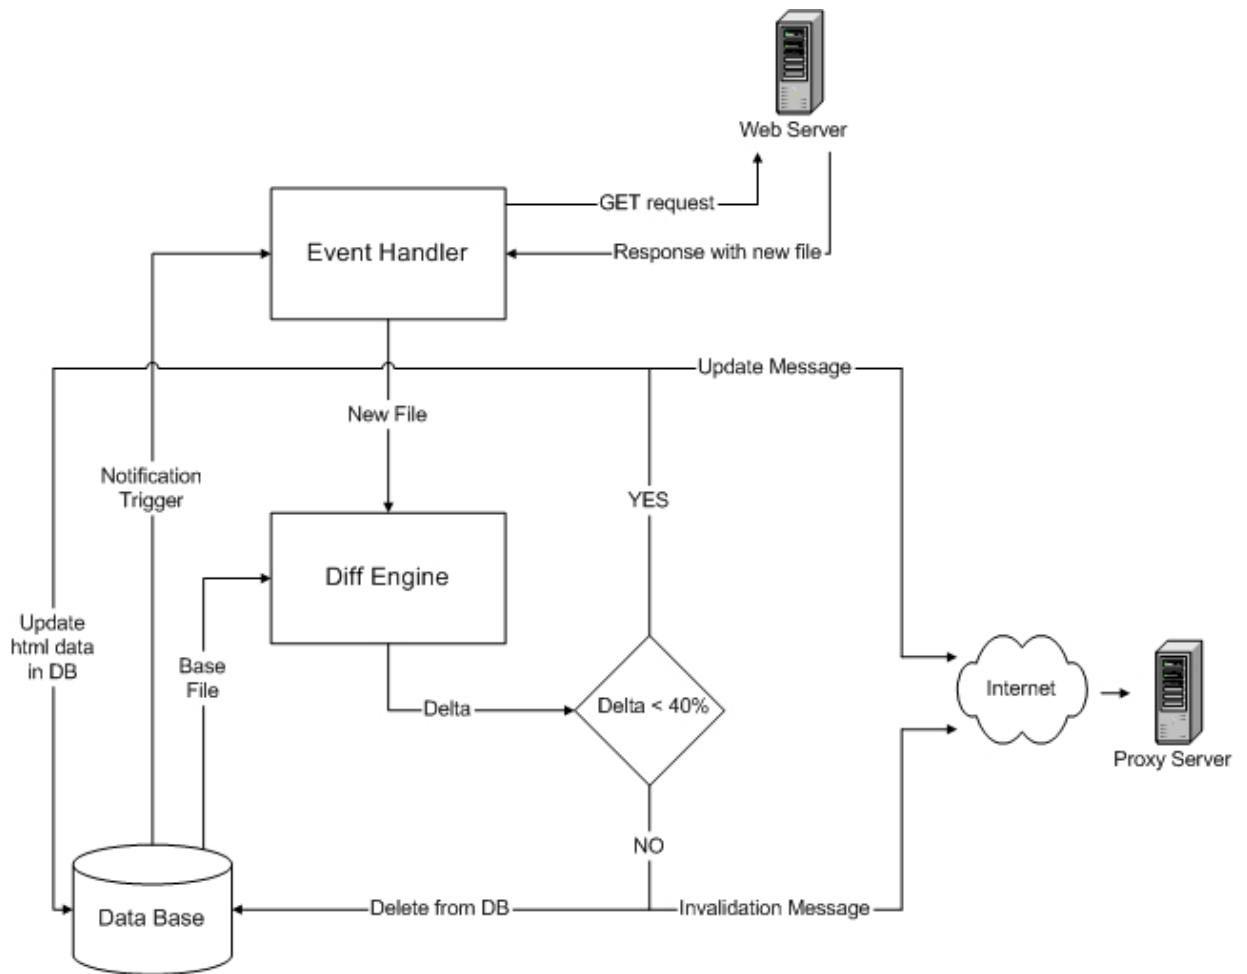 Web Server
GET request
Event Handler
Response with new file
Update Message
New File
Notification
Trigger
YES
Diff Engine
Update
html data
in DB
Base
File
Delta
Delta < 40%
Internet
Proxy Server
NO
Data Base
Delete from DB
Invalidation Message